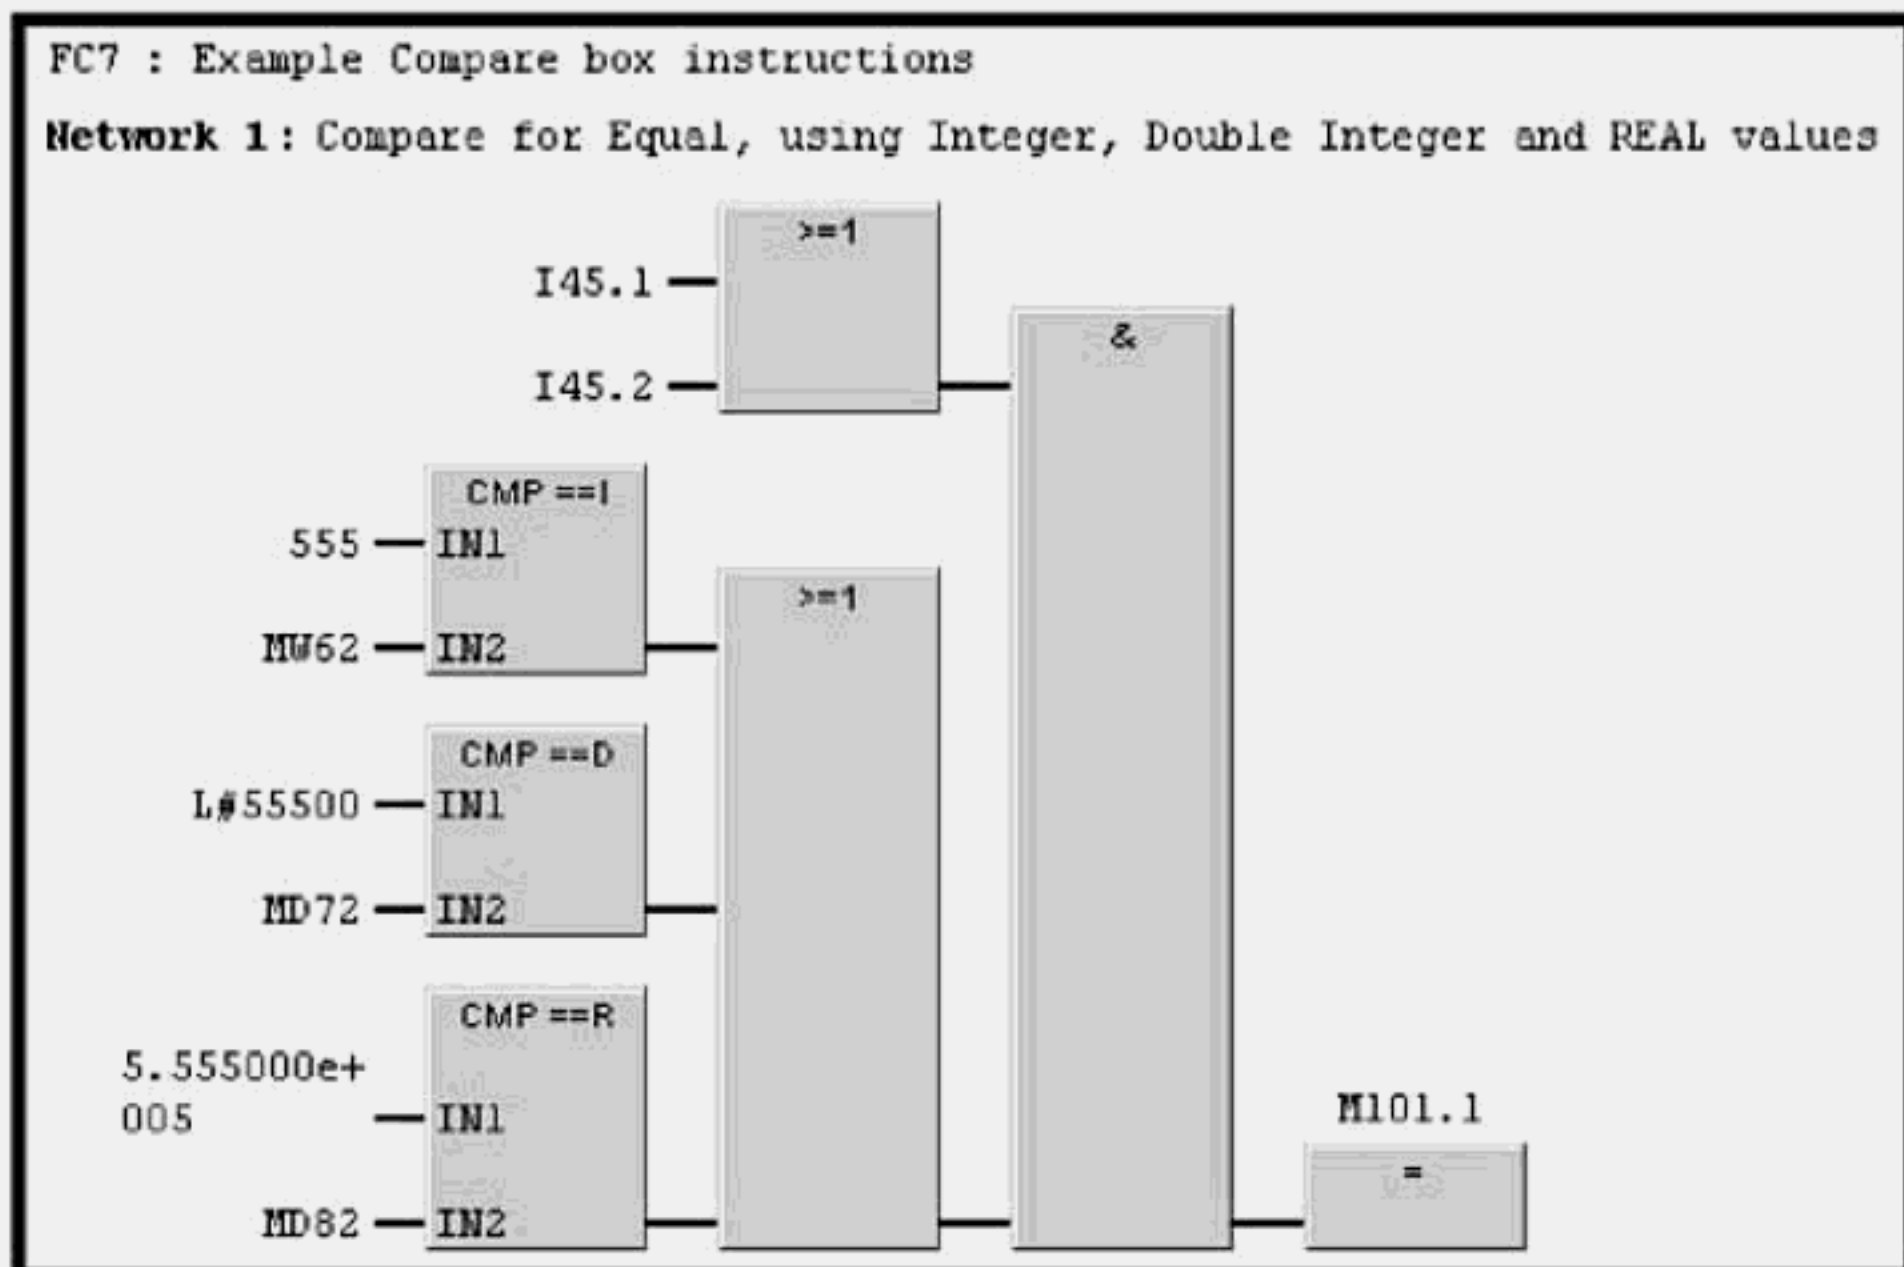 FC7 : Example Compare box instructions
Network 1: Compare for Equal, using Integer, Double Integer and REAL values
>=1
I45.1
&
I45.2
CMP ==I
555
IN1
>=1
MW62
IN2
CMP ==D
L#55500
IN1
MD72
IN2
CMP ==R
5.555000e+
005
IN1
M101.1
=
MD82
IN2